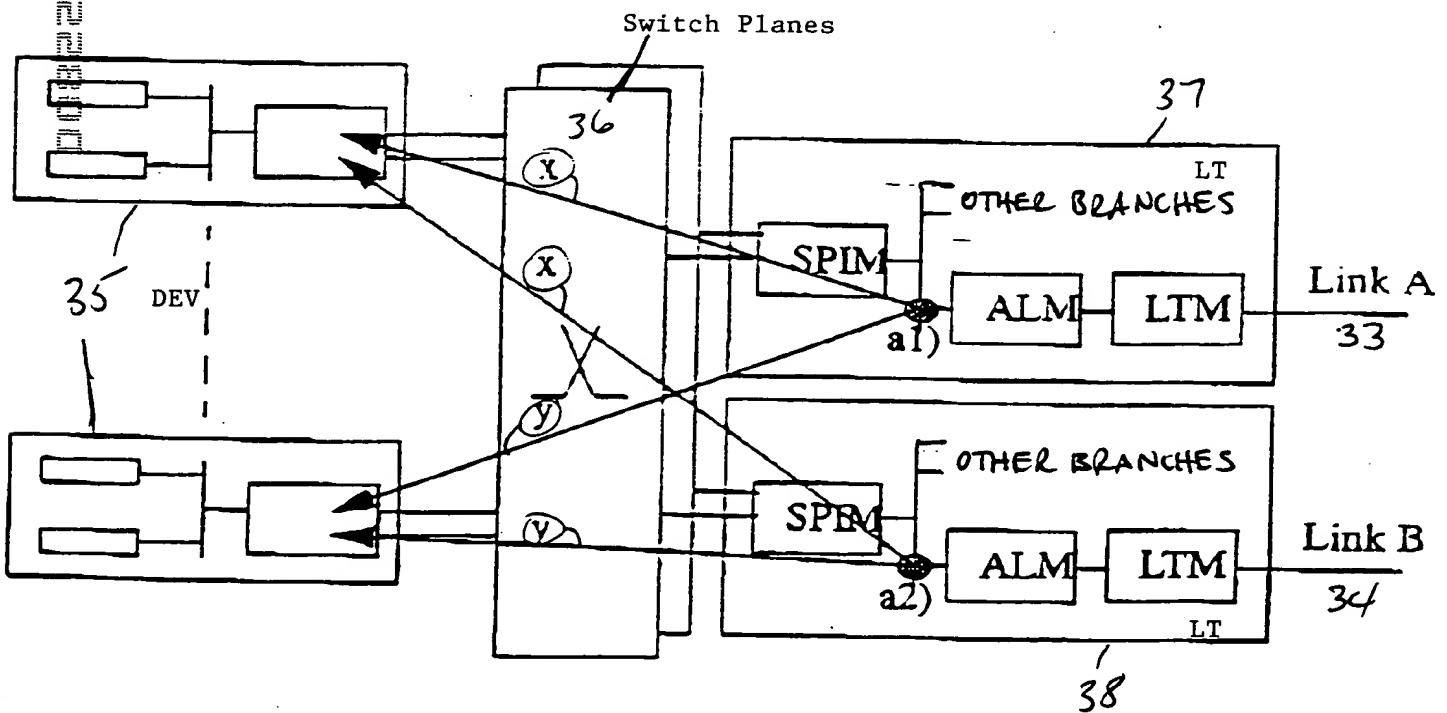 Switch Planes
36
37
LT
OTHER BRANCHES
x
SPIM
ALM
LTM
Link A
33
a1)
x
35
DEV
y
OTHER BRANCHES
SPIM
ALM
LTM
Link B
34
a2)
y
LT
38